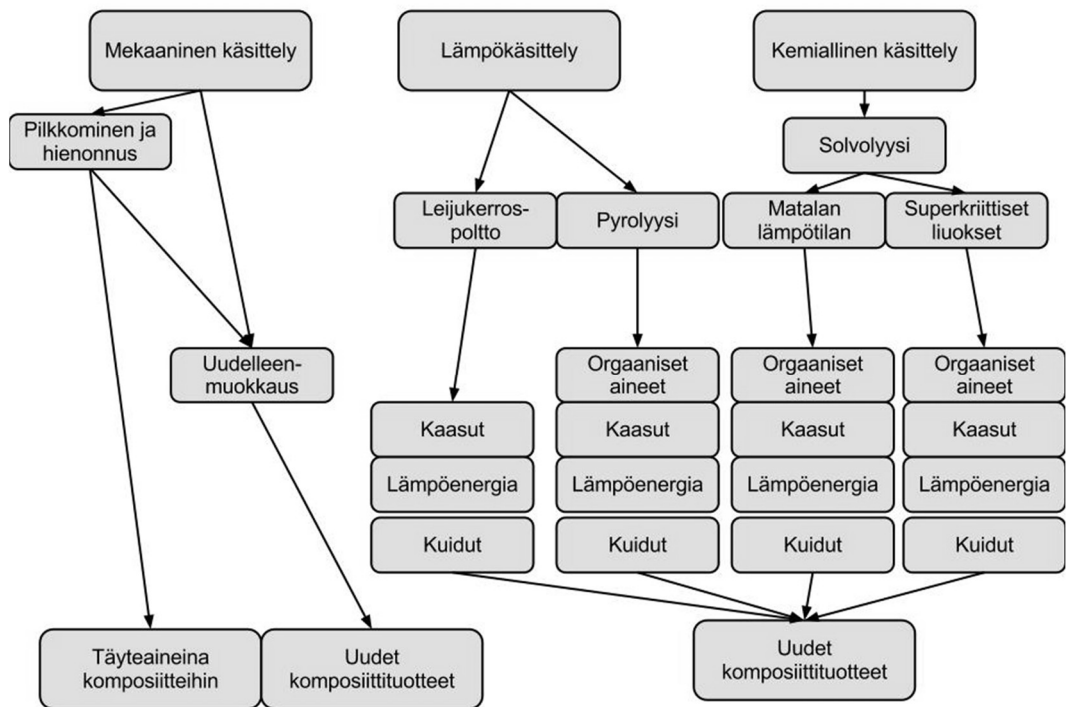 Mekaaninen käsittely
Lämpökäsittely
Kemiallinen käsittely
Pilkkominen ja
hienonnus
Solvolyysi
Leijukerros-
poltto
Pyrolyysi
Matalan
lämpötilan
Superkriittiset
liuokset
Uudelleen-
muokkaus
Orgaaniset
aineet
Orgaaniset
aineet
Orgaaniset
aineet
Kaasut
Kaasut
Kaasut
Kaasut
Lämpöenergia
Lämpöenergia
Lämpöenergia
Lämpöenergia
Kuidut
Kuidut
Kuidut
Kuidut
Täyteaineina
komposiitteihin
Uudet
komposiittituotteet
Uudet
komposiittituotteet